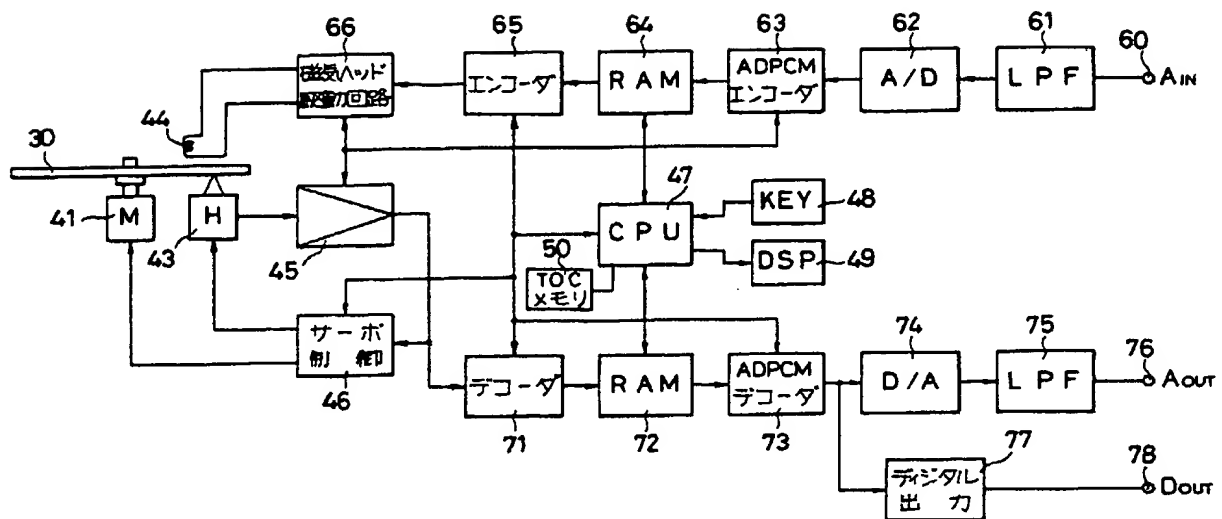 66
65
64
63
62
61
60
磁気ヘッド
駆動回路
エンコーダ
RAM
ADPCM
エンコーダ
A/D
LPF
AIN
44
30
47
41
M
H
43
45
CPU
KEY
48
50
TOC
メモリ
DSP
49
サーボ
制御
46
74
75
76
デコーダ
RAM
ADPCM
デコーダ
D/A
LPF
AOUT
71
72
73
77
78
ディジタル
出力
DOUT